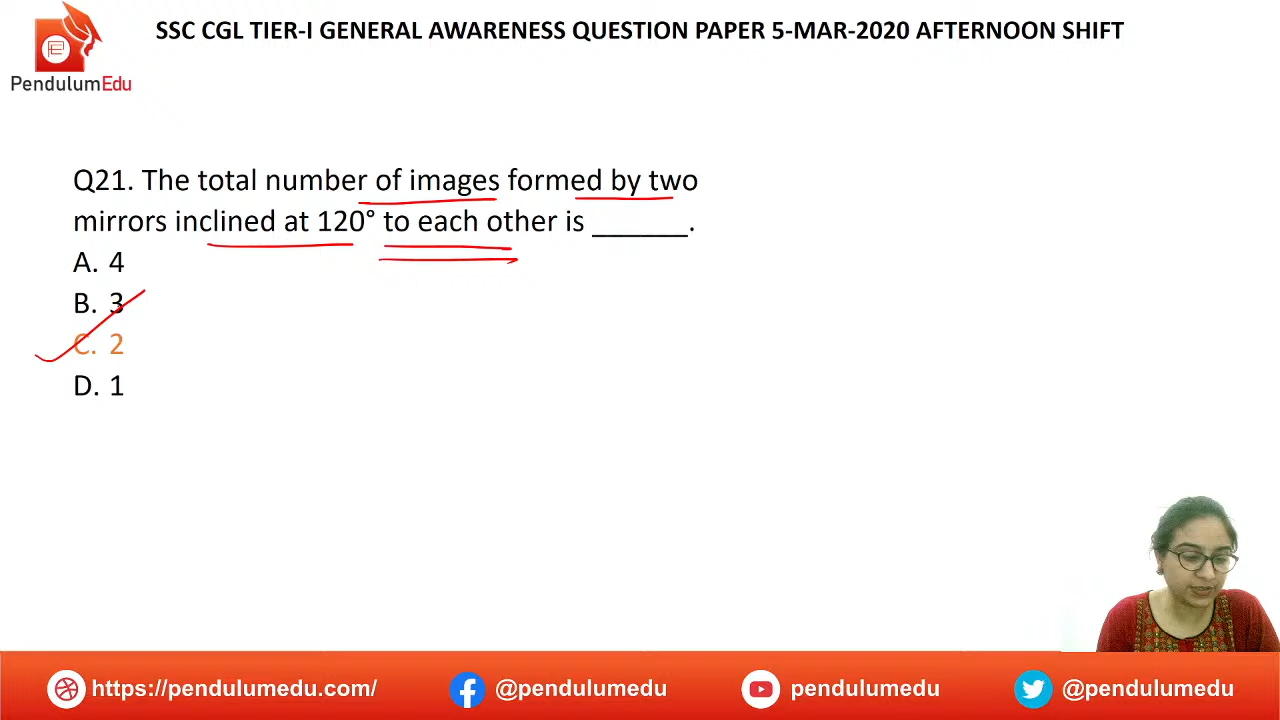 SSC CGL TIER-I GENERAL AWARENESS QUESTION PAPER 5-MAR-2020 AFTERNOON SHIFT
PendulumEdu
Q21. The total number of images formed by two
mirrors inclined at 120° to each other is ______.
A. 4
B. 3
C. 2
D. 1
https://pendulumedu.com/ @pendulumedu pendulumedu @pendulumedu